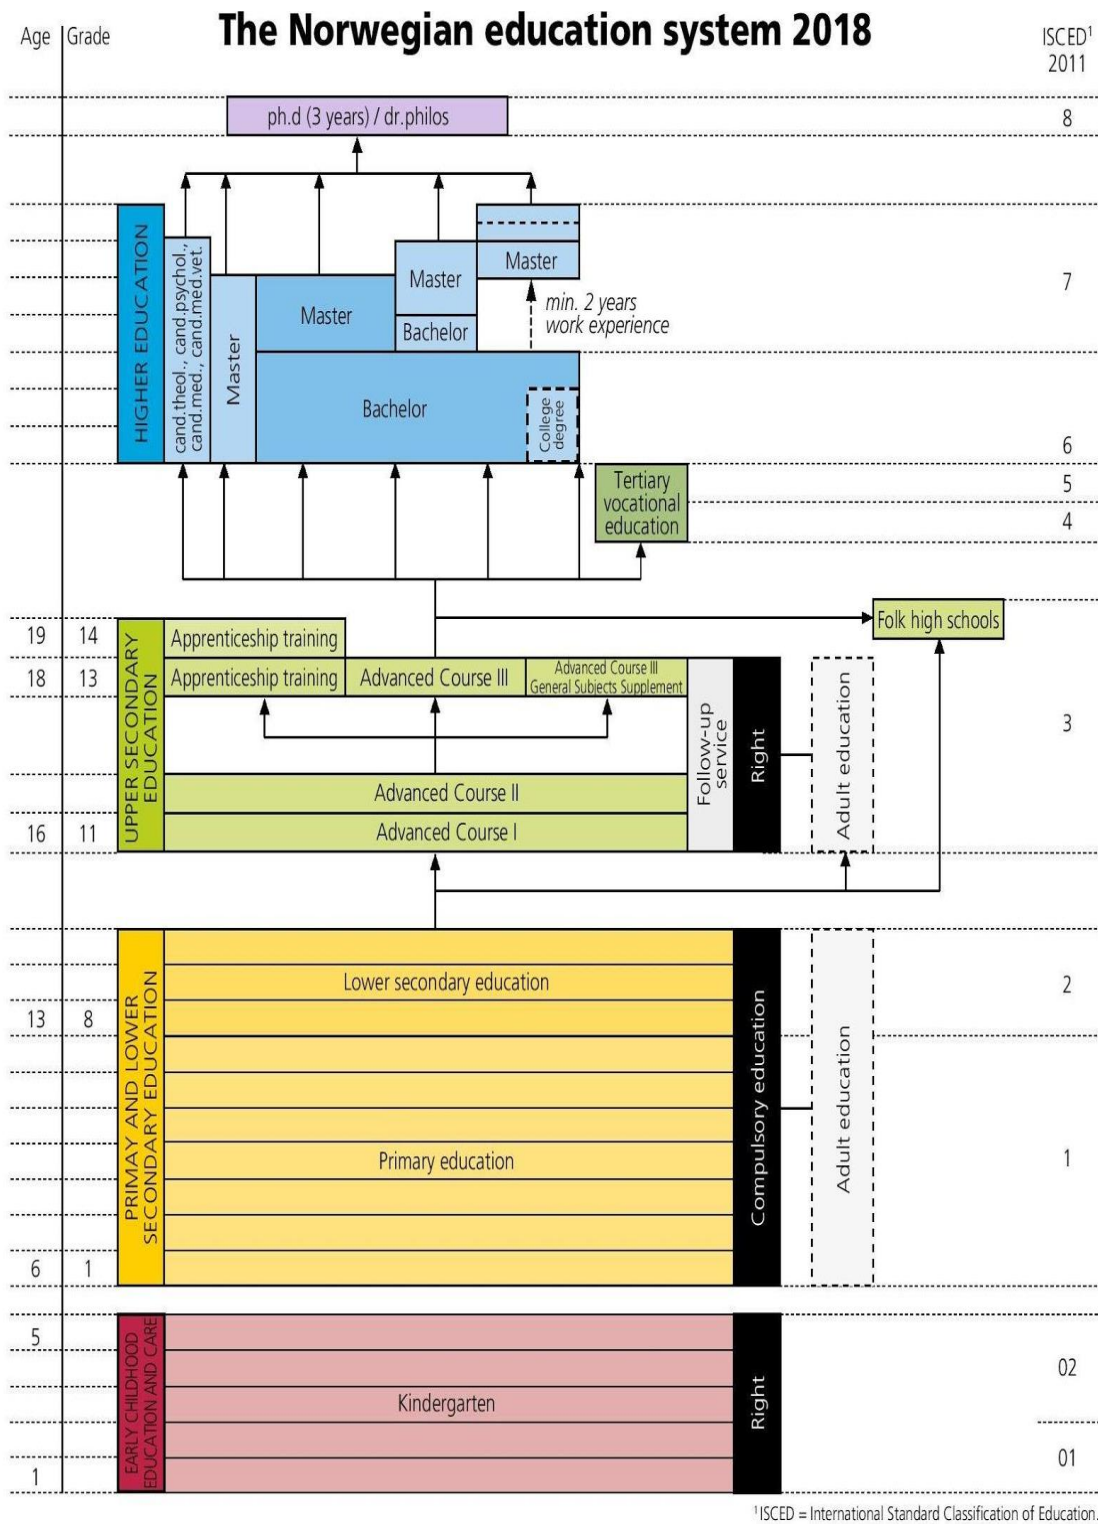 The Norwegian education system 2018
Age Grade
ISCED¹
2011
ph.d (3 years) / dr.philos
8
HIGHER EDUCATION
cand.theol., cand.psychol.,
cand.med., cand.med.vet.
Master
Master
Master
Bachelor
Master
min. 2 years
work experience
7
Bachelor
College
degree
6
Tertiary
vocational
education
5
4
Folk high schools
19 14
UPPER SECONDARY
EDUCATION
Apprenticeship training
18 13
Apprenticeship training
Advanced Course III
Advanced Course III
General Subjects Supplement
Follow-up
service
Right
Adult education
3
Advanced Course II
16 11
Advanced Course I
PRIMAY AND LOWER
SECONDARY EDUCATION
Lower secondary education
2
13 8
Compulsory education
Adult education
Primary education
1
6 1
5
EARLY CHILDHOOD
EDUCATION AND CARE
Kindergarten
Right
02
01
1
¹ISCED = International Standard Classification of Education.